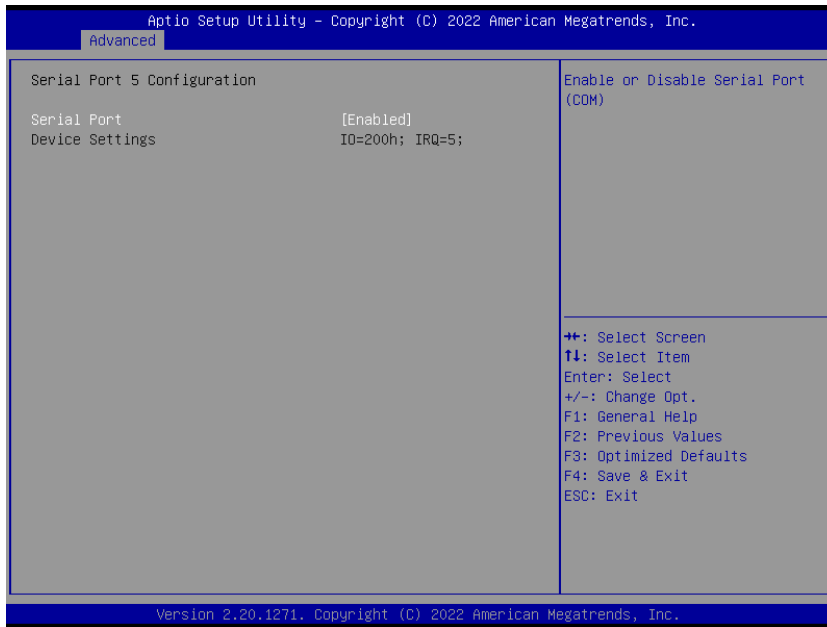 Aptio Setup Utility – Copyright (C) 2022 American Megatrends, Inc.
Advanced
Serial Port 5 Configuration
Serial Port [Enabled]
Device Settings IO=200h; IRQ=5;
Enable or Disable Serial Port
(COM)
→←: Select Screen
↑↓: Select Item
Enter: Select
+/-: Change Opt.
F1: General Help
F2: Previous Values
F3: Optimized Defaults
F4: Save & Exit
ESC: Exit
Version 2.20.1271. Copyright (C) 2022 American Megatrends, Inc.